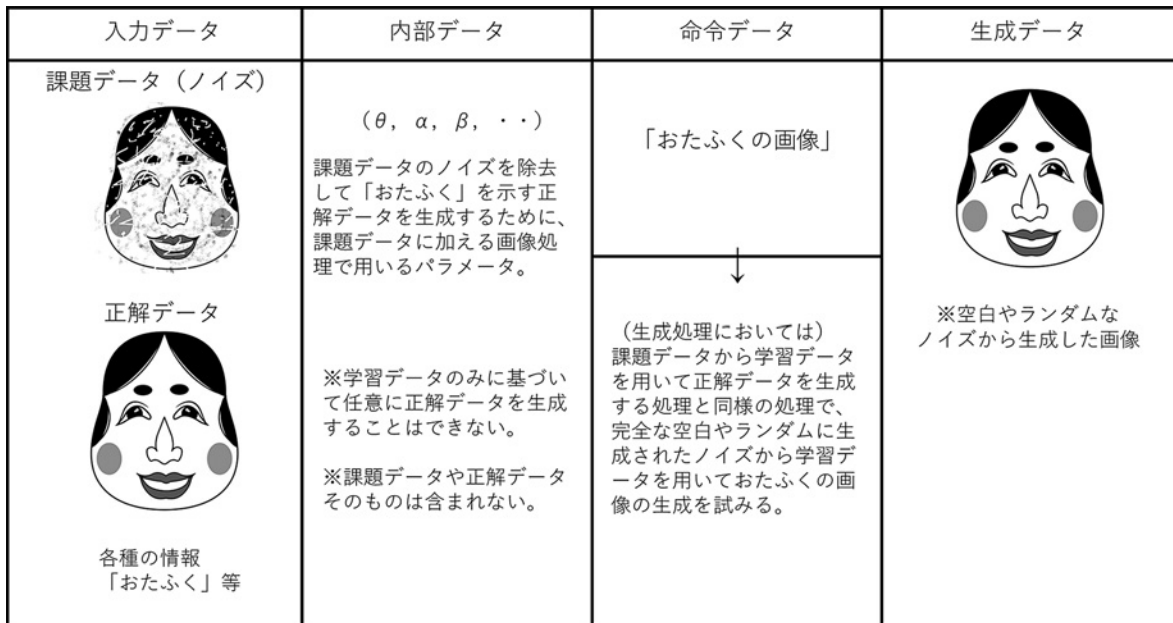 入力データ
内部データ
命令データ
生成データ
課題データ（ノイズ）
正解データ
各種の情報
「おたふく」等
（θ, α, β, ・・）
課題データのノイズを除去
して「おたふく」を示す正
解データを生成するために、
課題データに加える画像処
理で用いるパラメータ。
※学習データのみに基づい
て任意に正解データを生成
することはできない。
※課題データや正解データ
そのものは含まれない。
「おたふくの画像」
↓
（生成処理においては）
課題データから学習データ
を用いて正解データを生成
する処理と同様の処理で、
完全な空白やランダムに生
成されたノイズから学習デ
ータを用いておたふくの画
像の生成を試みる。
※空白やランダムな
ノイズから生成した画像